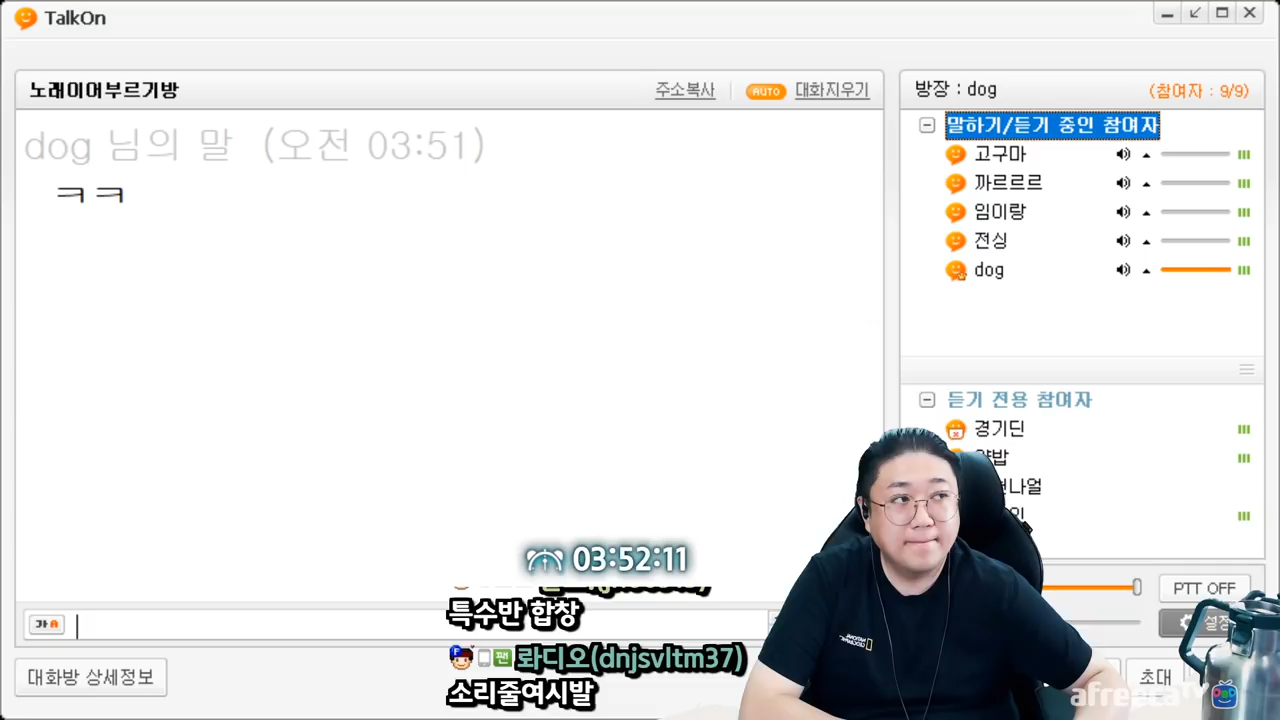 TalkOn
노래이어부르기방
주소복사
AUTO 대화지우기
dog 님의 말 (오전 03:51)
ㅋㅋ
방장 : dog
(참여자 : 9/9)
말하기/듣기 중인 참여자
고구마
까르르르
임이랑
전싱
dog
듣기 전용 참여자
경기딘
PTT OFF
03:52:11
특수반 합창
팬 롸디오(dnjsvltm37)
소리줄여시발
가A
대화방 상세정보
초대
NATIONAL GEOGRAPHIC
afreecaTV